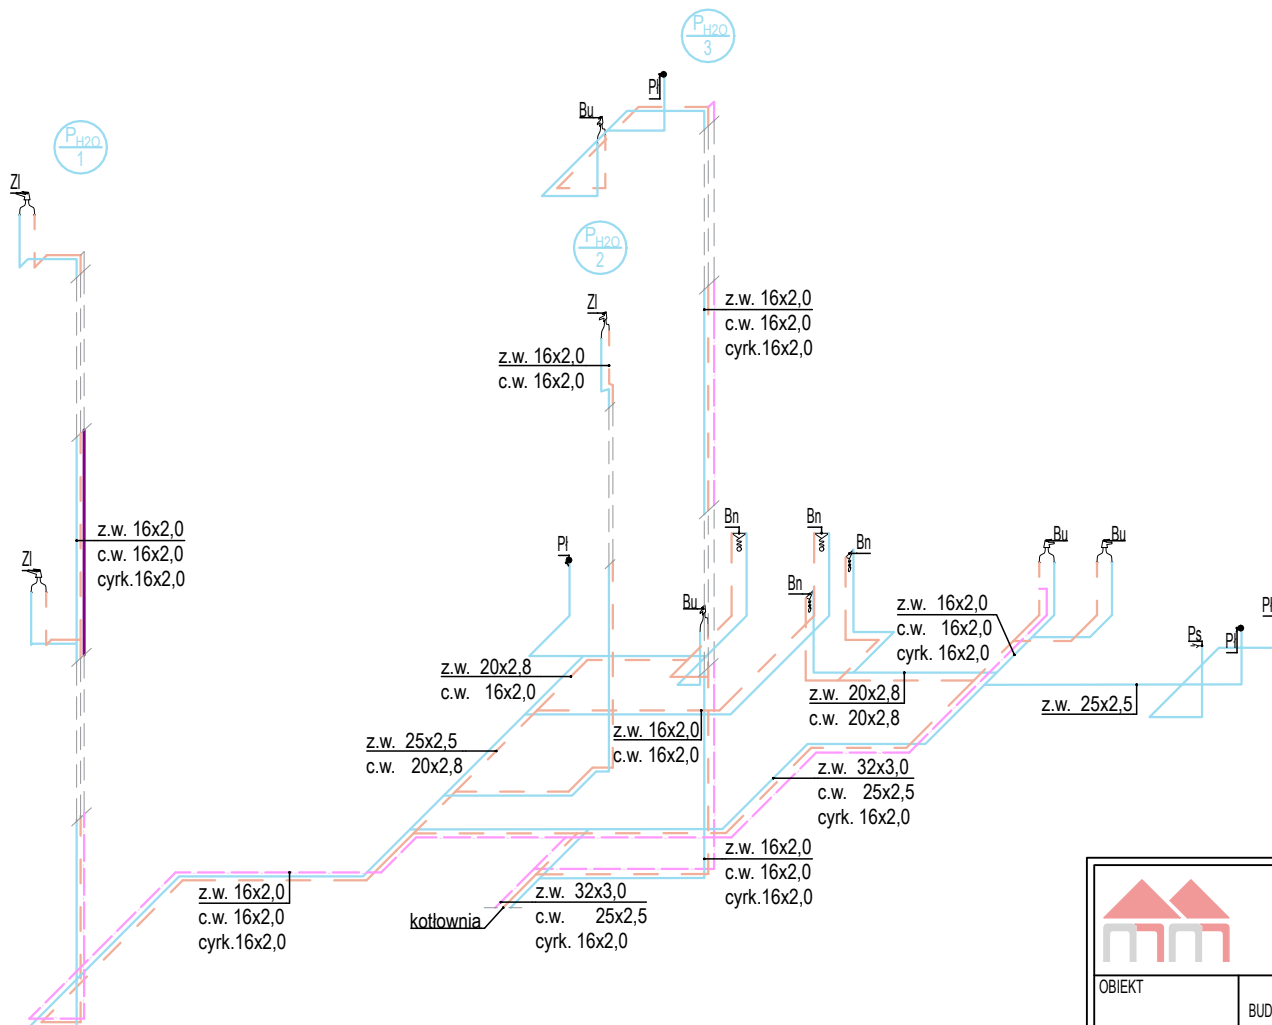 P H2O
3
Pł
Bu
P H2O
1
Zl
P H2O
2
Zl
z.w. 16x2,0
c.w. 16x2,0
cyrk.16x2,0
z.w. 16x2,0
c.w. 16x2,0
z.w. 16x2,0
c.w. 16x2,0
cyrk.16x2,0
Zl
Pł
Bn
Bn
Bn
Bu
Bu
Bn
Bu
z.w. 16x2,0
c.w. 16x2,0
cyrk. 16x2,0
Ps
Pł
Pł
z.w. 20x2,8
c.w. 16x2,0
z.w. 20x2,8
c.w. 20x2,8
z.w. 25x2,5
z.w. 25x2,5
c.w. 20x2,8
z.w. 16x2,0
c.w. 16x2,0
z.w. 32x3,0
c.w. 25x2,5
cyrk. 16x2,0
z.w. 16x2,0
c.w. 16x2,0
cyrk.16x2,0
z.w. 16x2,0
c.w. 16x2,0
cyrk.16x2,0
z.w. 32x3,0
c.w. 25x2,5
cyrk. 16x2,0
kotłownia
OBIEKT
BUD